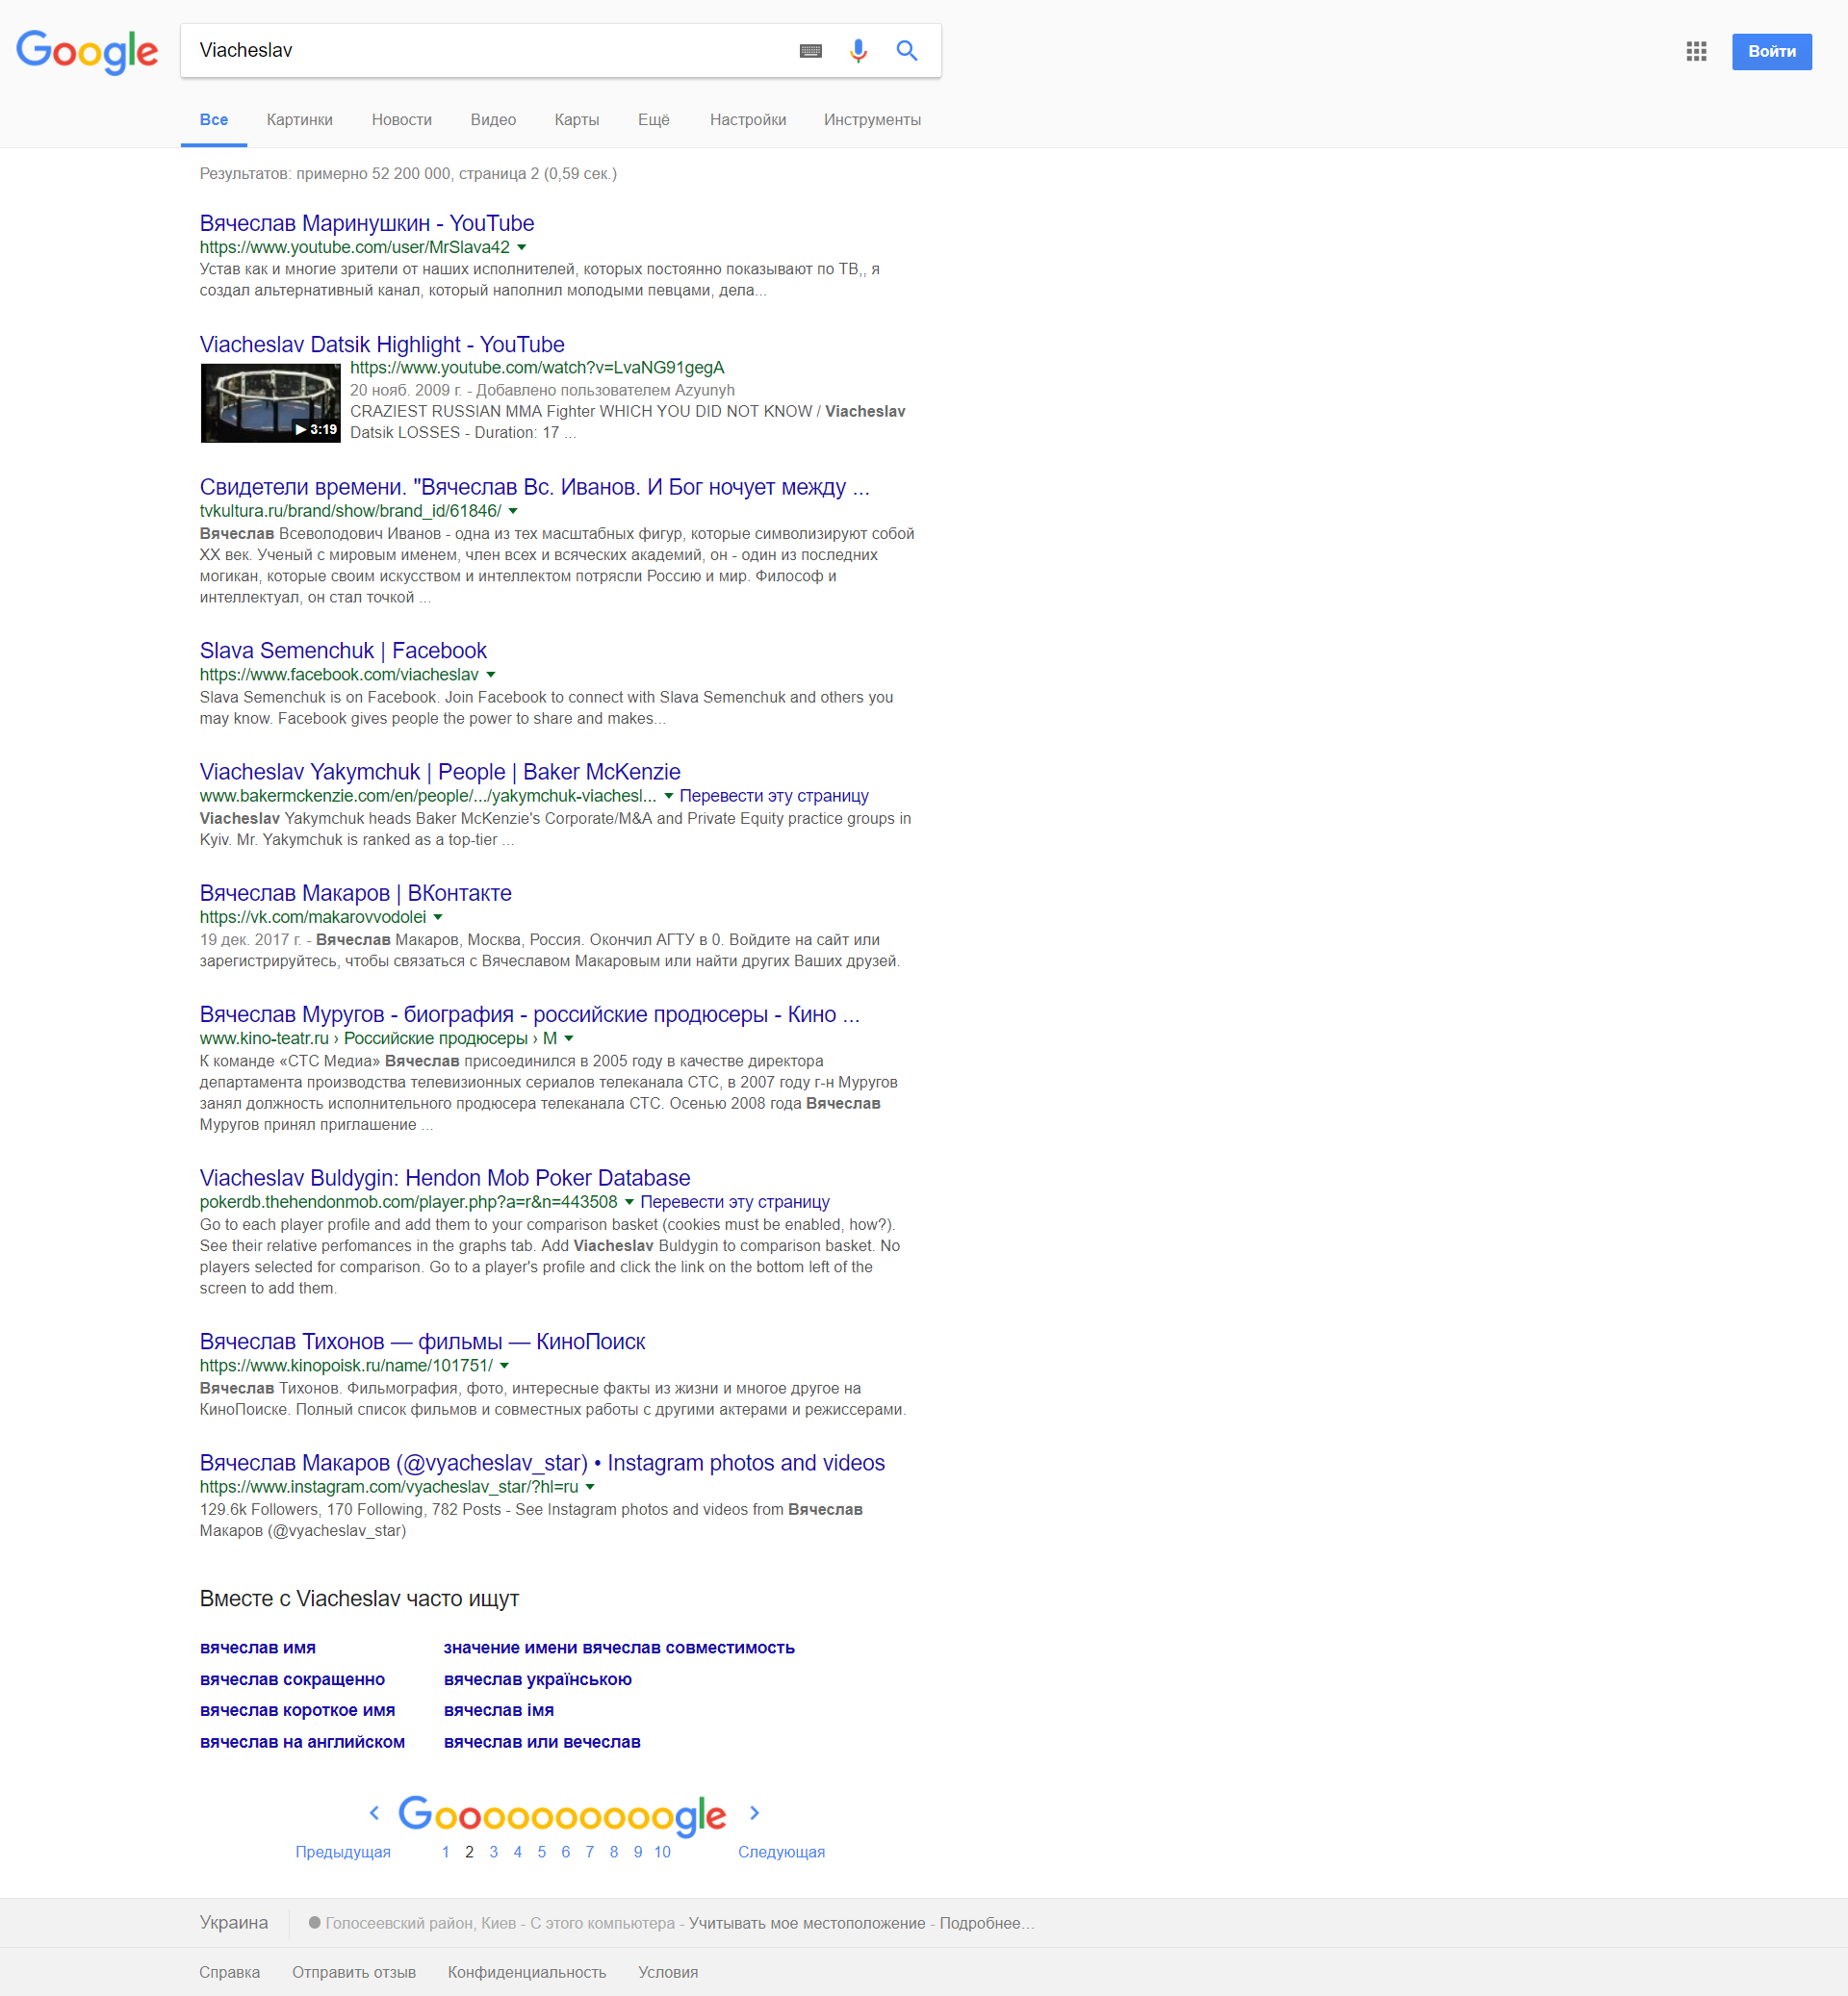 Google
Viacheslav
Войти
Все Картинки Новости Видео Карты Ещё Настройки Инструменты
Результатов: примерно 52 200 000, страница 2 (0,59 сек.)
Вячеслав Маринушкин - YouTube
https://www.youtube.com/user/MrSlava42
Устав как и многие зрители от наших исполнителей, которых постоянно показывают по ТВ,, я
создал альтернативный канал, который наполнил молодыми певцами, дела...
Viacheslav Datsik Highlight - YouTube
https://www.youtube.com/watch?v=LvaNG91gegA
20 нояб. 2009 г. - Добавлено пользователем Azyunyh
CRAZIEST RUSSIAN MMA Fighter WHICH YOU DID NOT KNOW / Viacheslav
Datsik LOSSES - Duration: 17 ...
3:19
Свидетели времени. "Вячеслав Вс. Иванов. И Бог ночует между ...
tvkultura.ru/brand/show/brand_id/61846/
Вячеслав Всеволодович Иванов - одна из тех масштабных фигур, которые символизируют собой
ХХ век. Ученый с мировым именем, член всех и всяческих академий, он - один из последних
могикан, которые своим искусством и интеллектом потрясли Россию и мир. Философ и
интеллектуал, он стал точкой ...
Slava Semenchuk | Facebook
https://www.facebook.com/viacheslav
Slava Semenchuk is on Facebook. Join Facebook to connect with Slava Semenchuk and others you
may know. Facebook gives people the power to share and makes...
Viacheslav Yakymchuk | People | Baker McKenzie
www.bakermckenzie.com/en/people/.../yakymchuk-viachesl... Перевести эту страницу
Viacheslav Yakymchuk heads Baker McKenzie's Corporate/M&A and Private Equity practice groups in
Kyiv. Mr. Yakymchuk is ranked as a top-tier ...
Вячеслав Макаров | ВКонтакте
https://vk.com/makarovvodolei
19 дек. 2017 г. - Вячеслав Макаров, Москва, Россия. Окончил АГТУ в 0. Войдите на сайт или
зарегистрируйтесь, чтобы связаться с Вячеславом Макаровым или найти других Ваших друзей.
Вячеслав Муругов - биография - российские продюсеры - Кино ...
www.kino-teatr.ru › Российские продюсеры › М
К команде «СТС Медиа» Вячеслав присоединился в 2005 году в качестве директора
департамента производства телевизионных сериалов телеканала СТС, в 2007 году г-н Муругов
занял должность исполнительного продюсера телеканала СТС. Осенью 2008 года Вячеслав
Муругов принял приглашение ...
Viacheslav Buldygin: Hendon Mob Poker Database
pokerdb.thehendonmob.com/player.php?a=r&n=443508 Перевести эту страницу
Go to each player profile and add them to your comparison basket (cookies must be enabled, how?).
See their relative perfomances in the graphs tab. Add Viacheslav Buldygin to comparison basket. No
players selected for comparison. Go to a player's profile and click the link on the bottom left of the
screen to add them.
Вячеслав Тихонов — фильмы — КиноПоиск
https://www.kinopoisk.ru/name/101751/
Вячеслав Тихонов. Фильмография, фото, интересные факты из жизни и многое другое на
КиноПоиске. Полный список фильмов и совместных работы с другими актерами и режиссерами.
Вячеслав Макаров (@vyacheslav_star) • Instagram photos and videos
https://www.instagram.com/vyacheslav_star/?hl=ru
129.6k Followers, 170 Following, 782 Posts - See Instagram photos and videos from Вячеслав
Макаров (@vyacheslav_star)
Вместе с Viacheslav часто ищут
вячеслав имя значение имени вячеслав совместимость
вячеслав сокращенно вячеслав українською
вячеслав короткое имя вячеслав імя
вячеслав на английском вячеслав или вечеслав
Goooooooooogle
Предыдущая 1 2 3 4 5 6 7 8 9 10 Следующая
Украина Голосеевский район, Киев - С этого компьютера - Учитывать мое местоположение - Подробнее…
Справка Отправить отзыв Конфиденциальность Условия